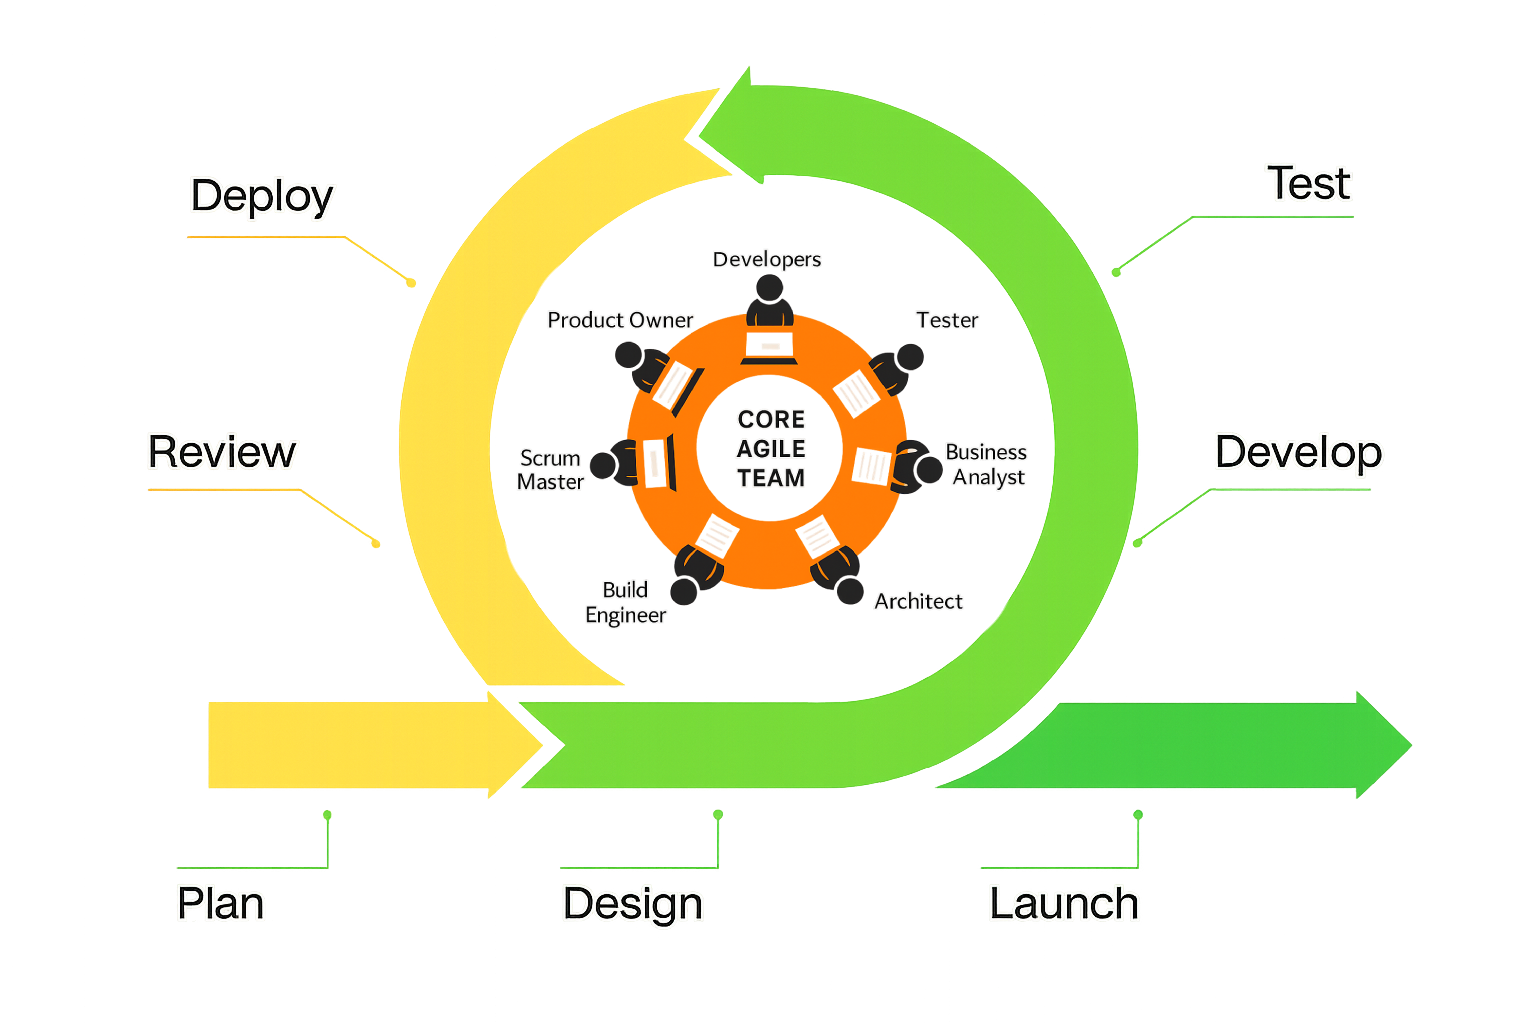 Deploy
Test
Developers
Product Owner
Tester
CORE
AGILE
TEAM
Review
Scrum
Master
Business
Analyst
Develop
Build
Engineer
Architect
Plan
Design
Launch